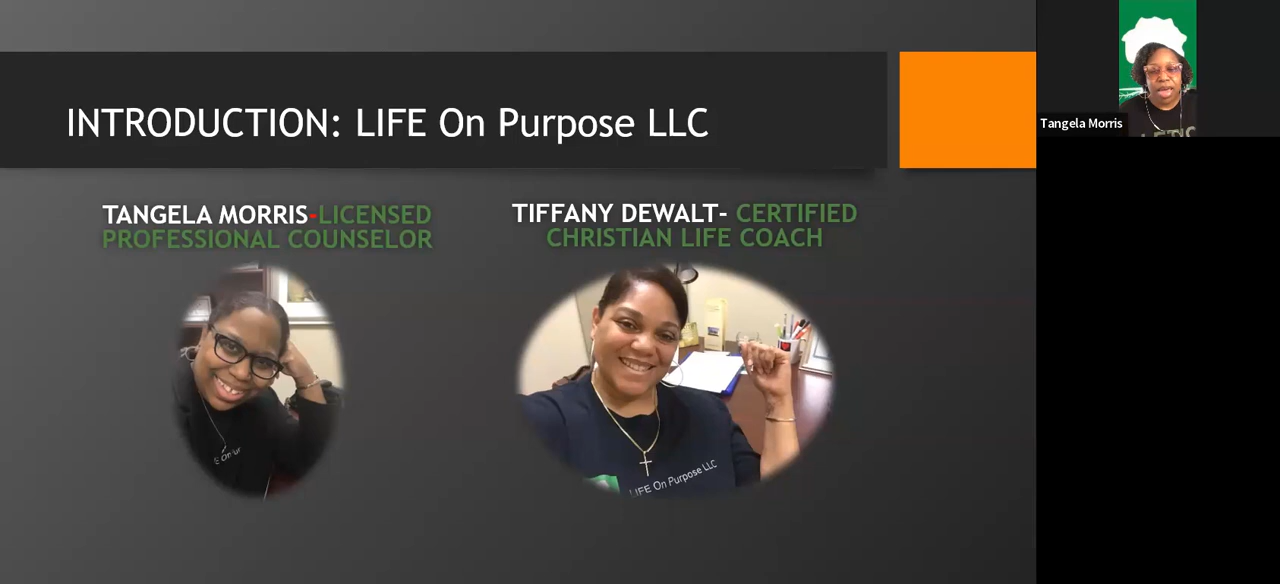 INTRODUCTION: LIFE On Purpose LLC
TANGELA MORRIS-LICENSED
PROFESSIONAL COUNSELOR
TIFFANY DEWALT- CERTIFIED
CHRISTIAN LIFE COACH
LIFE On Purpose LLC
Tangela Morris